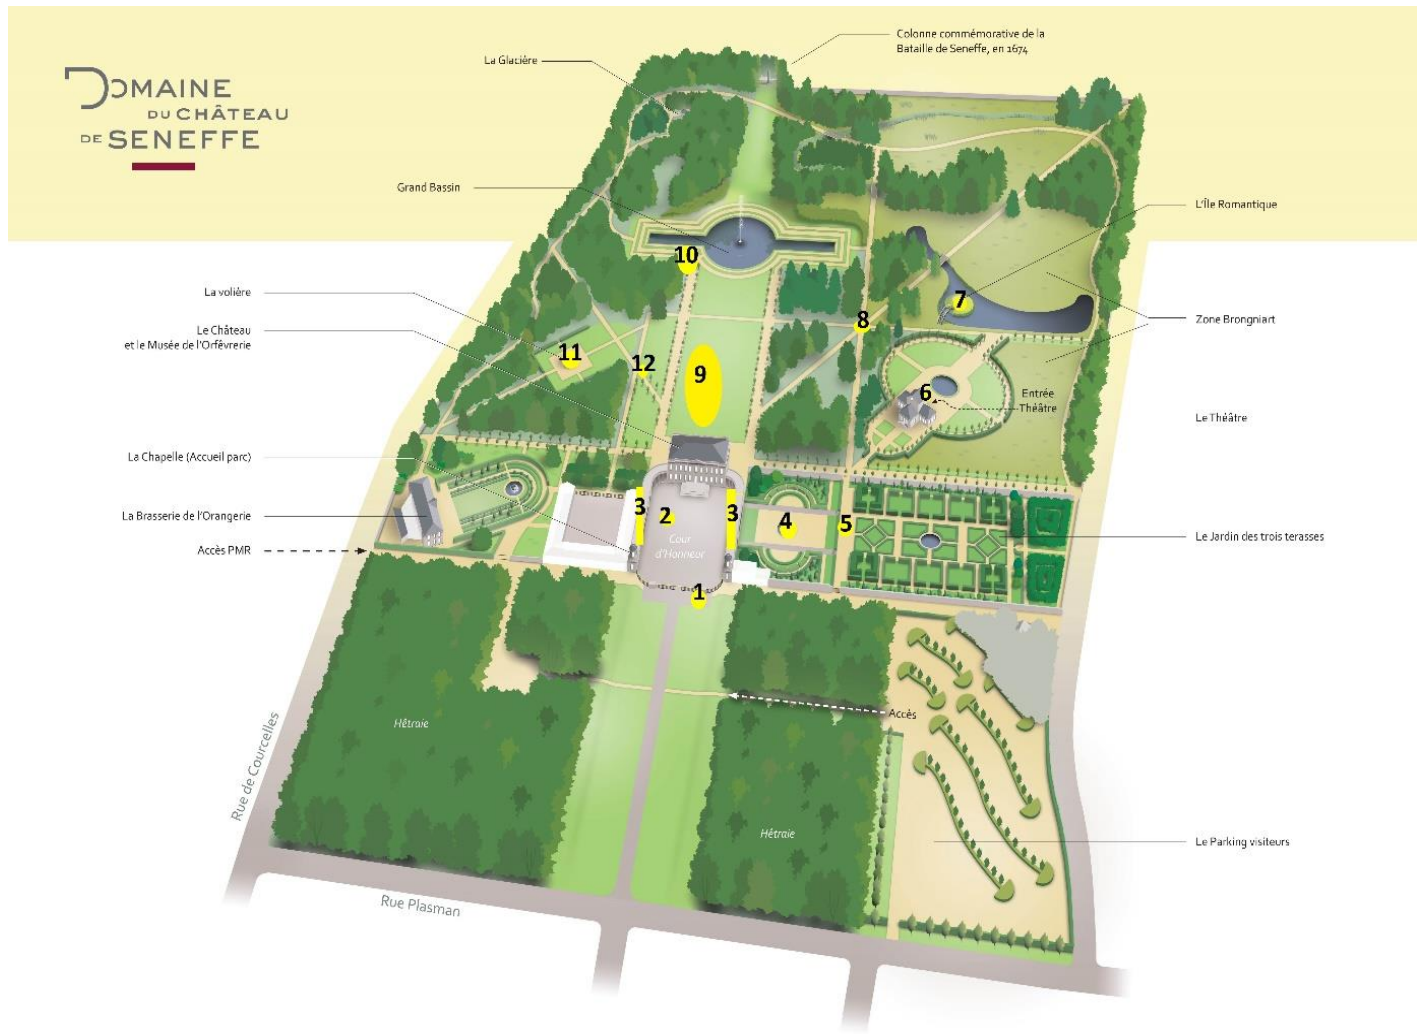 DOMAINE
DU CHÂTEAU
DE SENEFFE
Colonne commémorative de la
Bataille de Seneffe, en 1674
La Glacière
Grand Bassin
L'Île Romantique
La volière
Le Château
et le Musée de l'Orfèvrerie
Zone Brongniart
10
7
8
11
12
9
6
Entrée
Théâtre
Le Théâtre
La Chapelle (Accueil parc)
La Brasserie de l'Orangerie
Accès PMR
3
2
3
4
5
Cour
d'Honneur
Le Jardin des trois terasses
1
Accès
Hêtraie
Hêtraie
Le Parking visiteurs
Rue de Courcelles
Rue Plasman